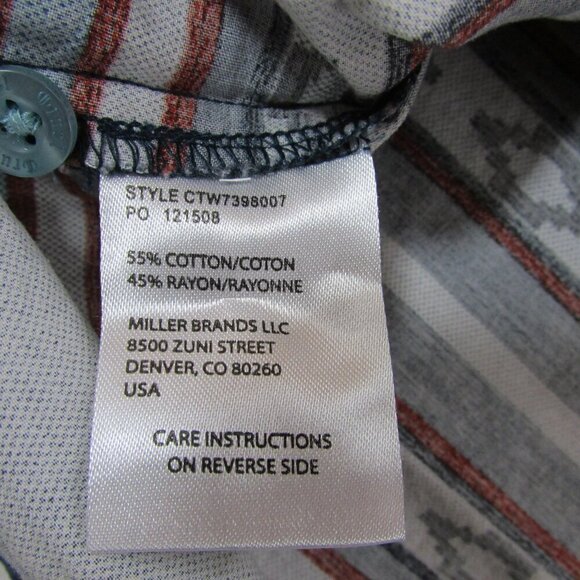 STYLE CTW7398007
PO 121508
55% COTTON/COTON
45% RAYON/RAYONNE
MILLER BRANDS LLC
8500 ZUNI STREET
DENVER, CO 80260
USA
CARE INSTRUCTIONS
ON REVERSE SIDE